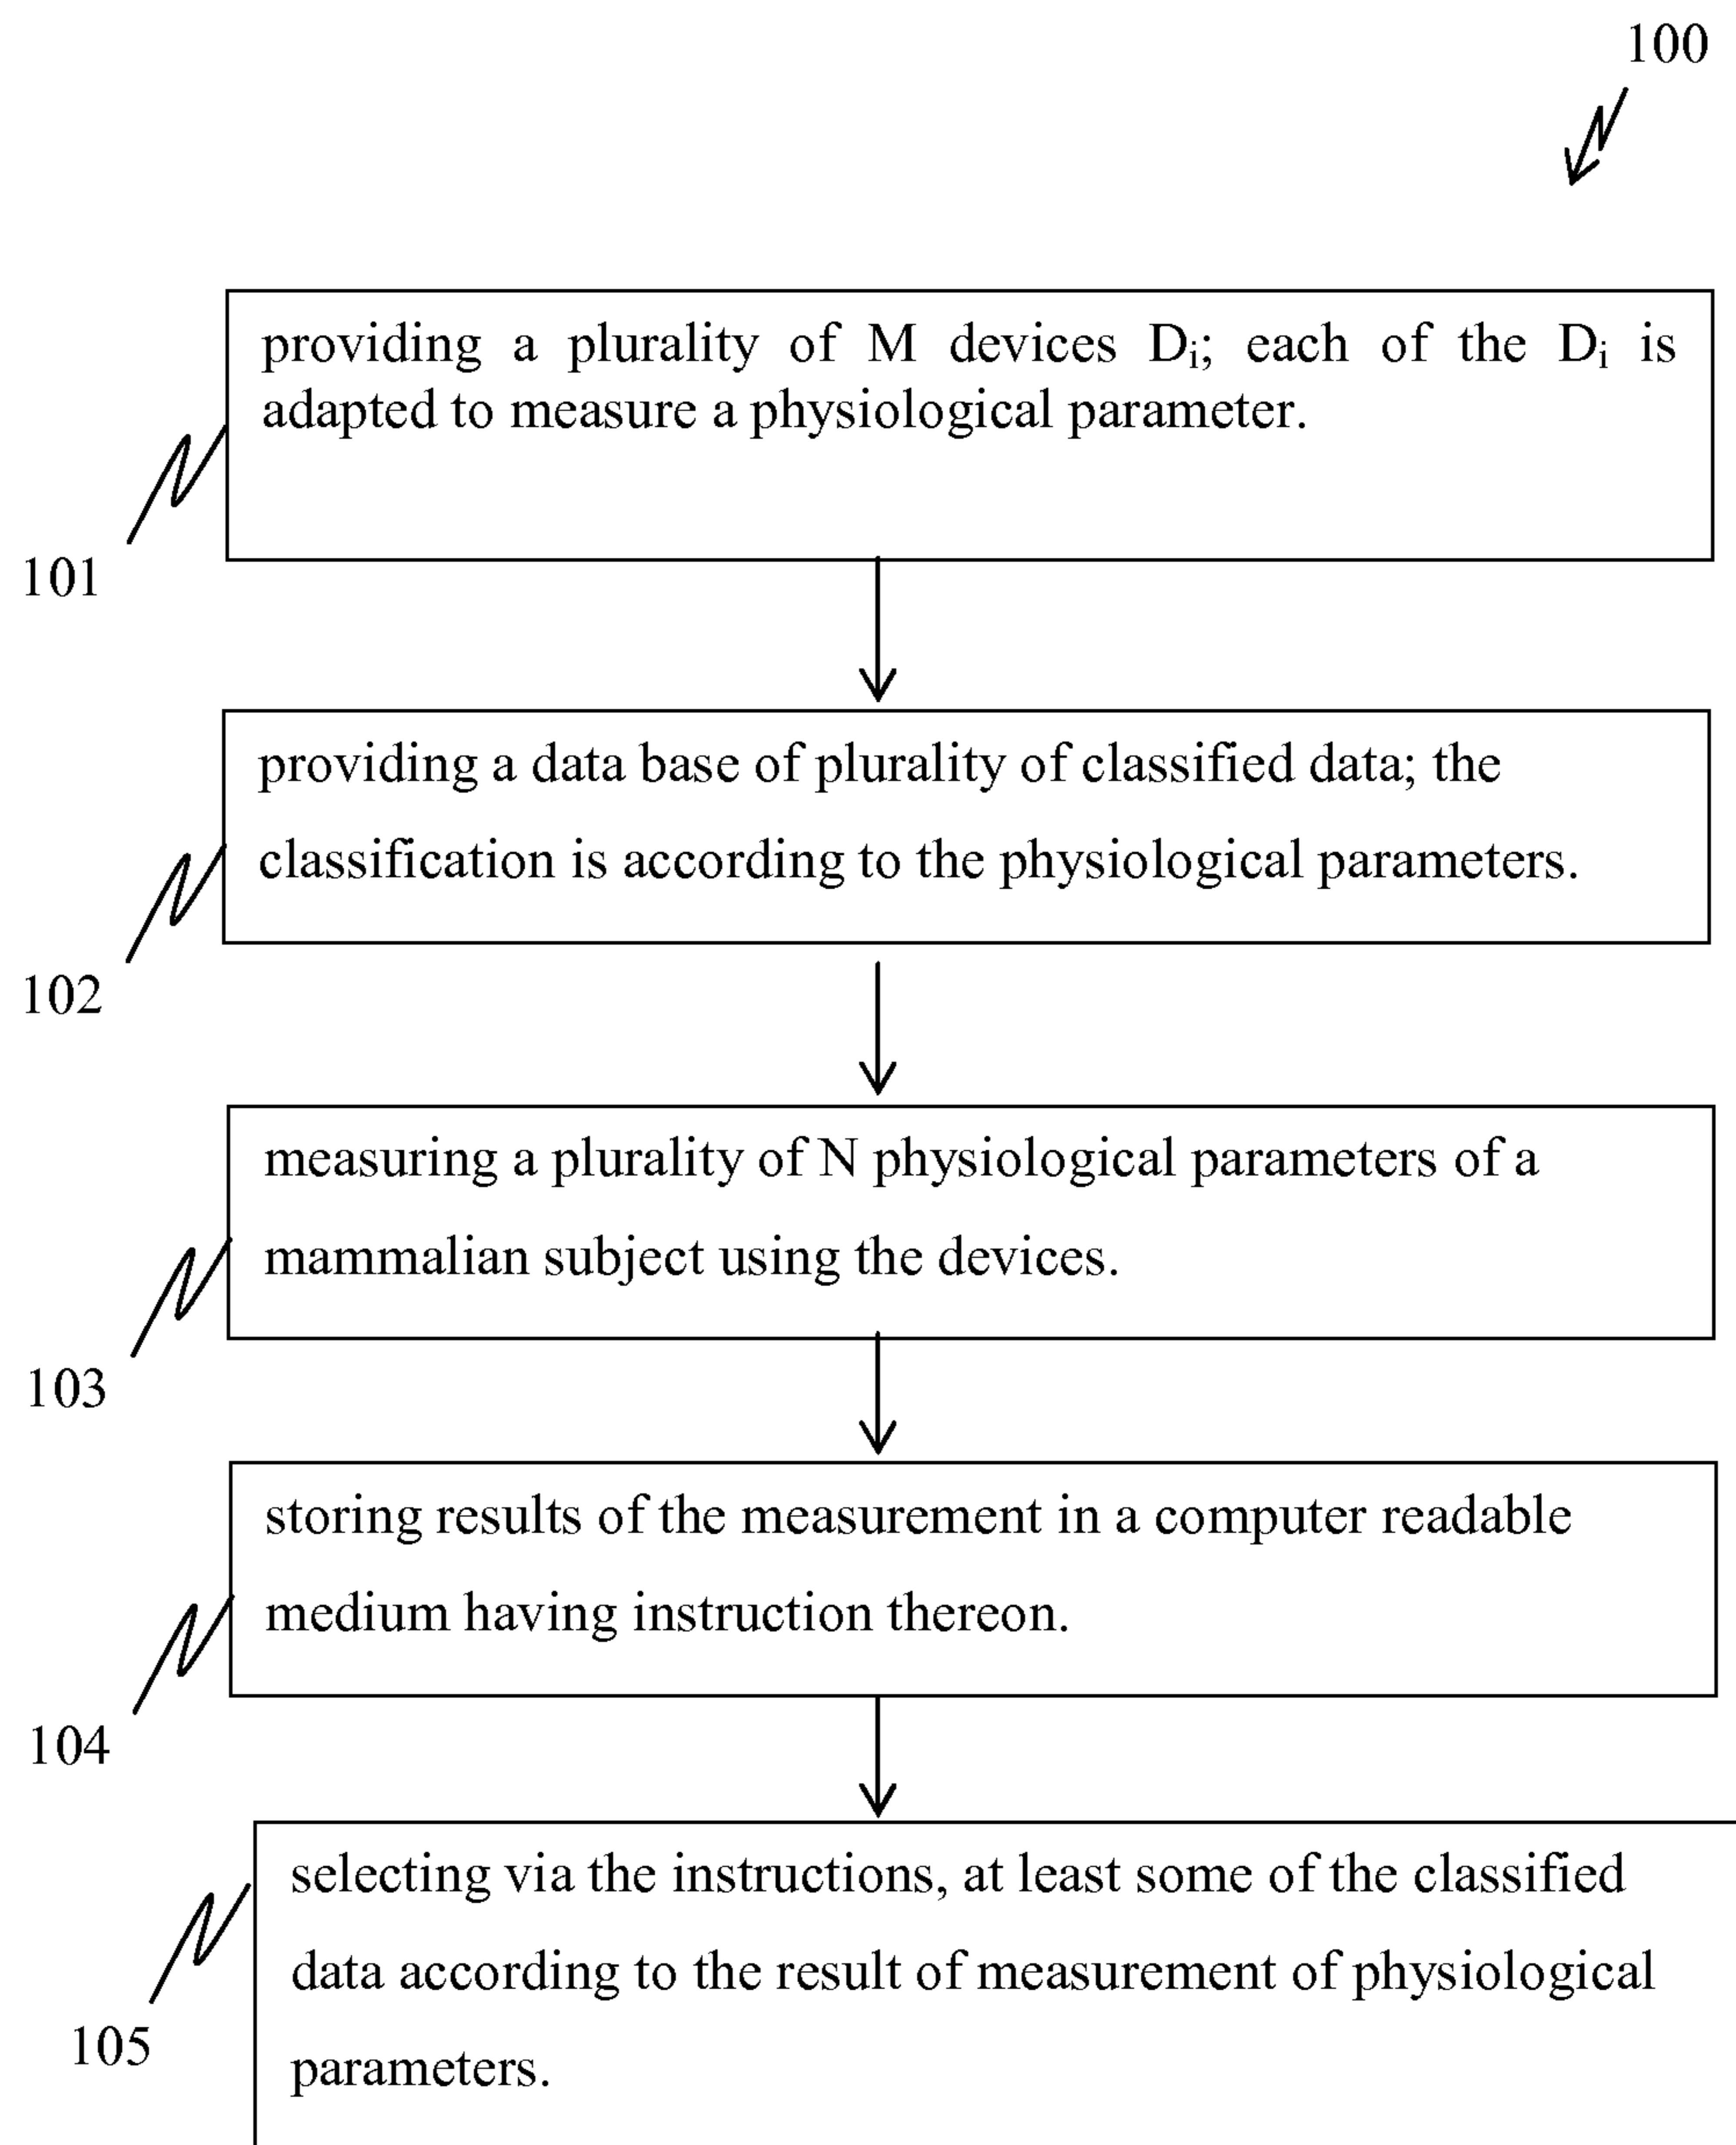 100
providing a plurality of M devices Di; each of the Di is
adapted to measure a physiological parameter.
101
providing a data base of plurality of classified data; the
classification is according to the physiological parameters.
102
measuring a plurality of N physiological parameters of a
mammalian subject using the devices.
103
storing results of the measurement in a computer readable
medium having instruction thereon.
104
selecting via the instructions, at least some of the classified
data according to the result of measurement of physiological
parameters.
105